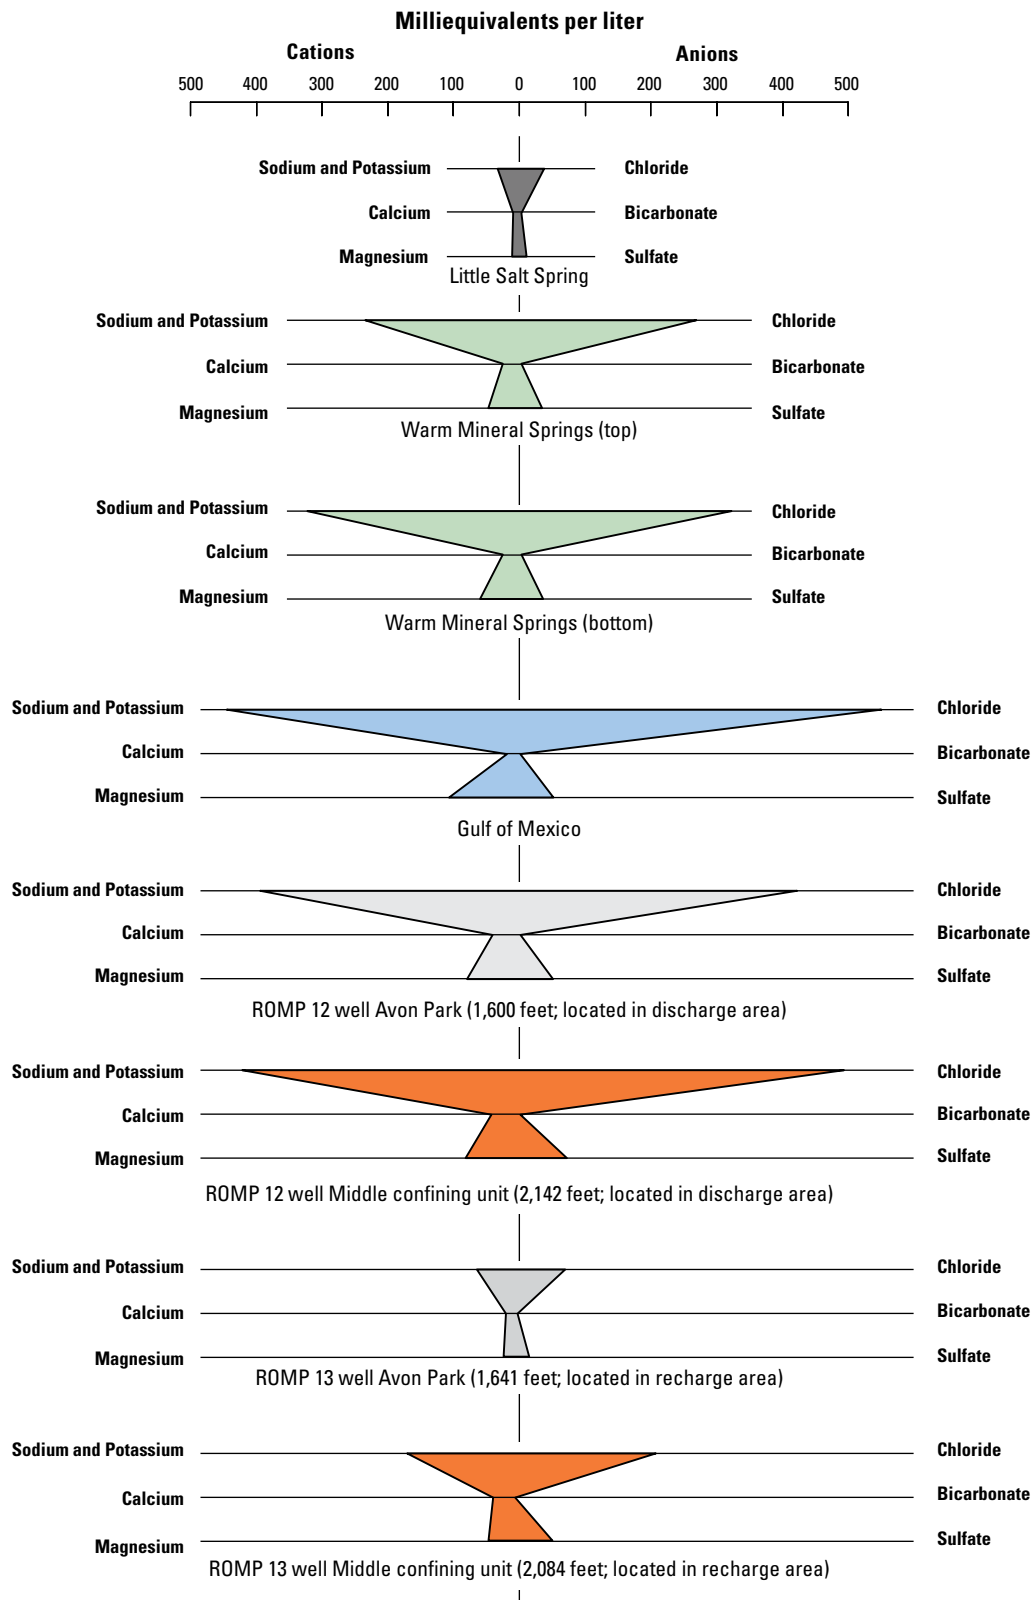 Milliequivalents per liter
Cations Anions
500 400 300 200 100 0 100 200 300 400 500
Sodium and Potassium Chloride
Calcium Bicarbonate
Magnesium Sulfate
Little Salt Spring
Sodium and Potassium Chloride
Calcium Bicarbonate
Magnesium Sulfate
Warm Mineral Springs (top)
Sodium and Potassium Chloride
Calcium Bicarbonate
Magnesium Sulfate
Warm Mineral Springs (bottom)
Sodium and Potassium Chloride
Calcium Bicarbonate
Magnesium Sulfate
Gulf of Mexico
Sodium and Potassium Chloride
Calcium Bicarbonate
Magnesium Sulfate
ROMP 12 well Avon Park (1,600 feet; located in discharge area)
Sodium and Potassium Chloride
Calcium Bicarbonate
Magnesium Sulfate
ROMP 12 well Middle confining unit (2,142 feet; located in discharge area)
Sodium and Potassium Chloride
Calcium Bicarbonate
Magnesium Sulfate
ROMP 13 well Avon Park (1,641 feet; located in recharge area)
Sodium and Potassium Chloride
Calcium Bicarbonate
Magnesium Sulfate
ROMP 13 well Middle confining unit (2,084 feet; located in recharge area)